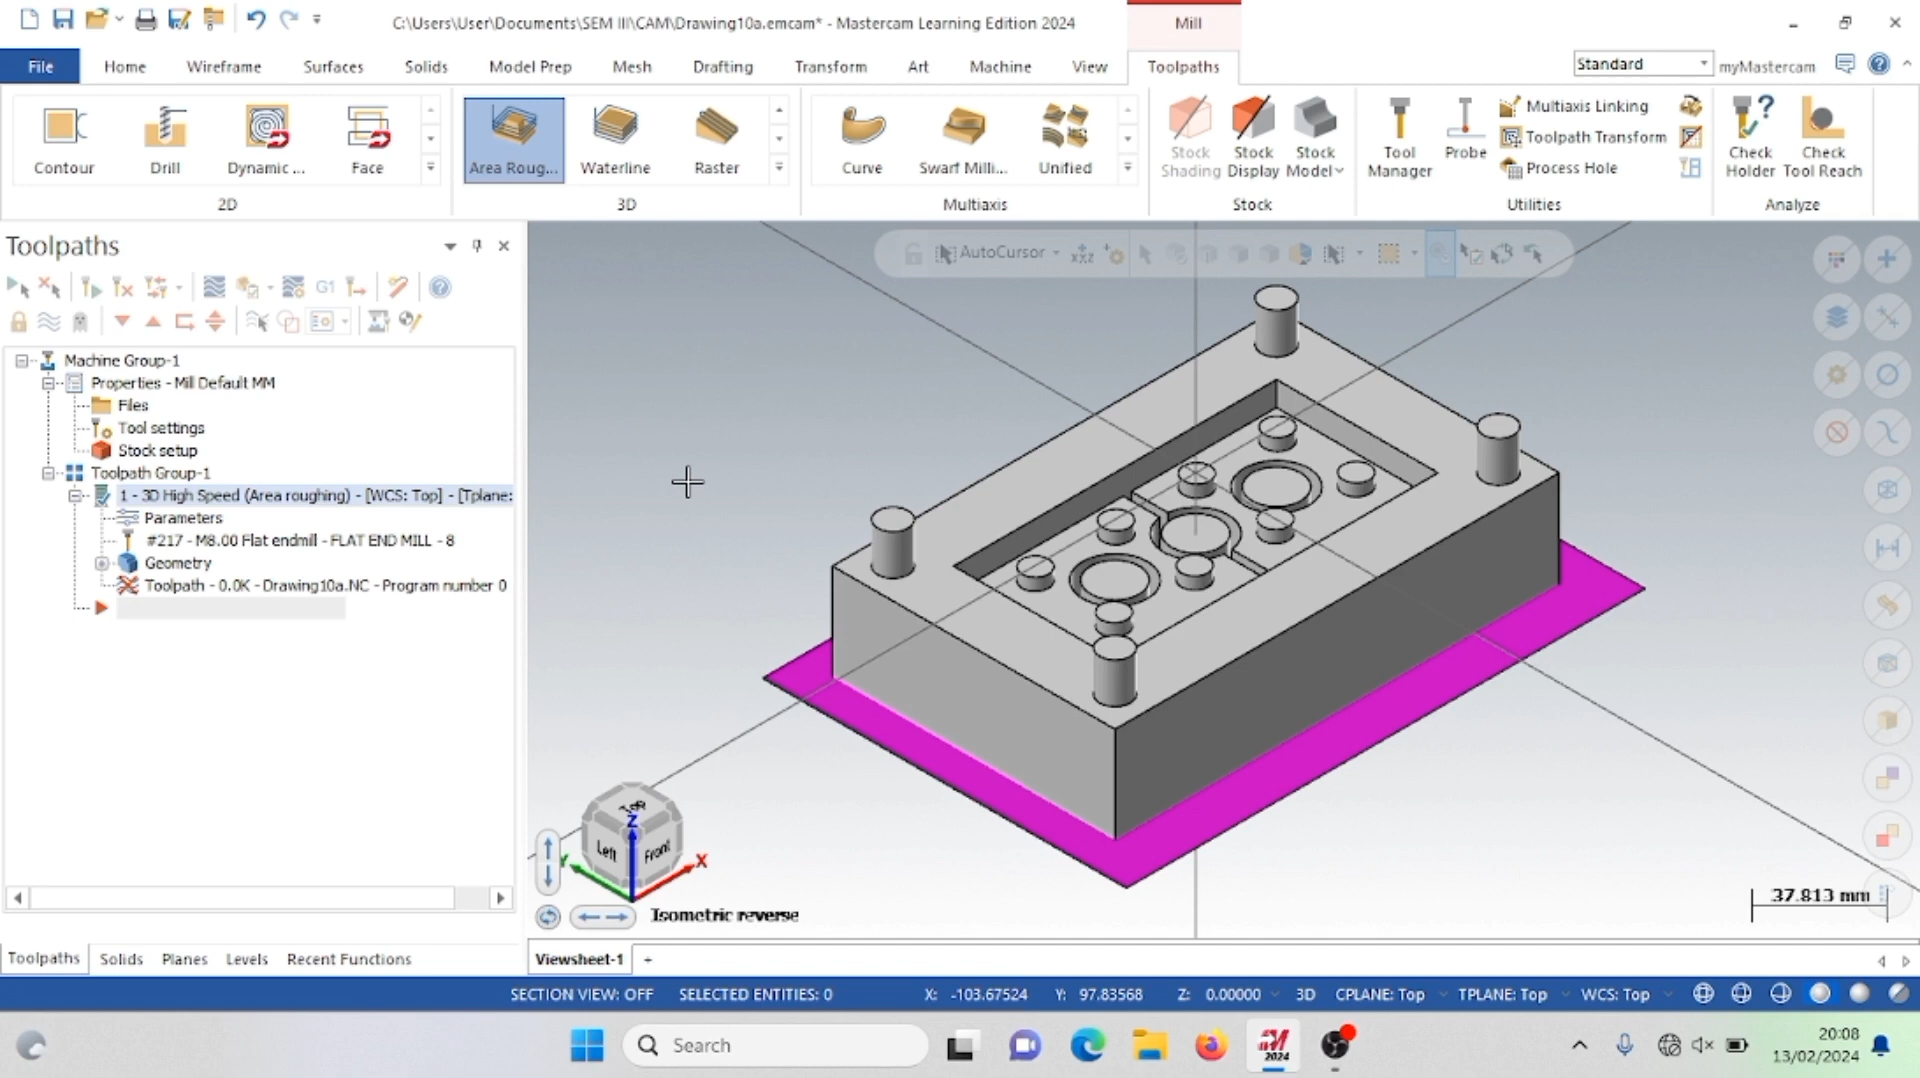 C:\Users\User\Documents\SEM III\CAM\Drawing10a.emcam* - Mastercam Learning Edition 2024
Mill
File Home Wireframe Surfaces Solids Model Prep Mesh Drafting Transform Art Machine View Toolpaths
Standard
myMastercam
Contour
Drill
Dynamic ...
Face
2D
Area Roug...
Waterline
Raster
3D
Curve
Swarf Milli...
Unified
Multiaxis
Stock Shading
Stock Display
Stock Model
Stock
Tool Manager
Probe
Multiaxis Linking
Toolpath Transform
Process Hole
Utilities
Check Holder
Check Tool Reach
Analyze
Toolpaths
G1
Machine Group-1
Properties - Mill Default MM
Files
Tool settings
Stock setup
Toolpath Group-1
1 - 3D High Speed (Area roughing) - [WCS: Top] - [Tplane:
Parameters
#217 - M8.00 Flat endmill - FLAT END MILL - 8
Geometry
Toolpath - 0.0K - Drawing10a.NC - Program number 0
AutoCursor
Top
Left
Front
Z
Y
X
Isometric reverse
37.813 mm
Toolpaths Solids Planes Levels Recent Functions
Viewsheet-1 +
SECTION VIEW: OFF SELECTED ENTITIES: 0 X: -103.67524 Y: 97.83568 Z: 0.00000 3D CPLANE: Top TPLANE: Top WCS: Top
Search
2024
20:08
13/02/2024